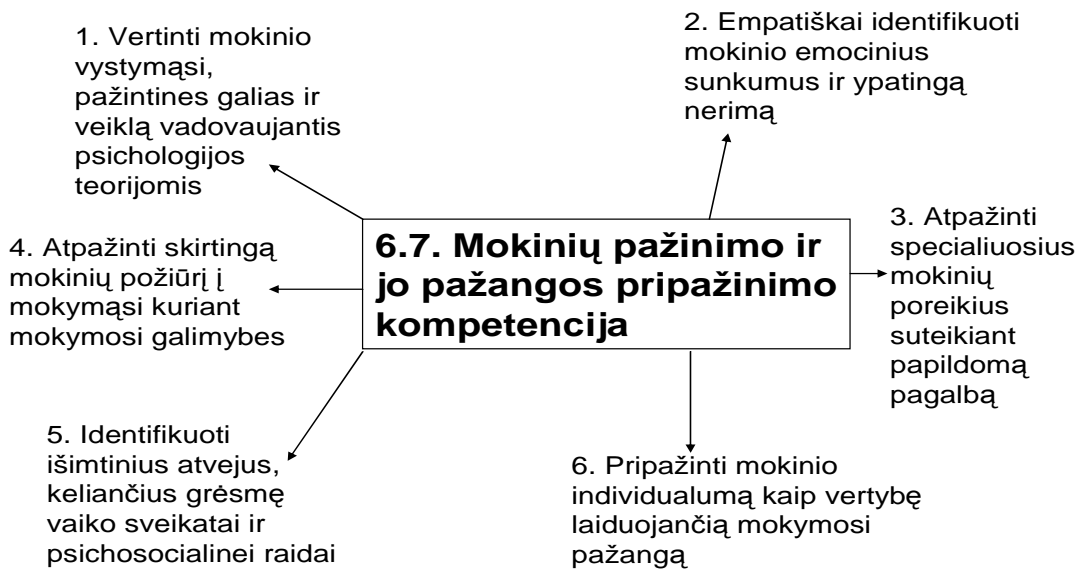 1. Vertinti mokinio
vystymąsi,
pažintines galias ir
veiklą vadovaujantis
psichologijos
teorijomis
2. Empatiškai identifikuoti
mokinio emocinius
sunkumus ir ypatingą
nerimą
3. Atpažinti
specialiuosius
mokinių
poreikius
suteikiant
papildomą
pagalbą
4. Atpažinti skirtingą
mokinių požiūrį į
mokymąsi kuriant
mokymosi galimybes
6.7. Mokinių pažinimo ir
jo pažangos pripažinimo
kompetencija
5. Identifikuoti
išimtinius atvejus,
keliančius grėsmę
vaiko sveikatai ir
psichosocialinei raidai
6. Pripažinti mokinio
individualumą kaip vertybę
laiduojančią mokymosi
pažangą